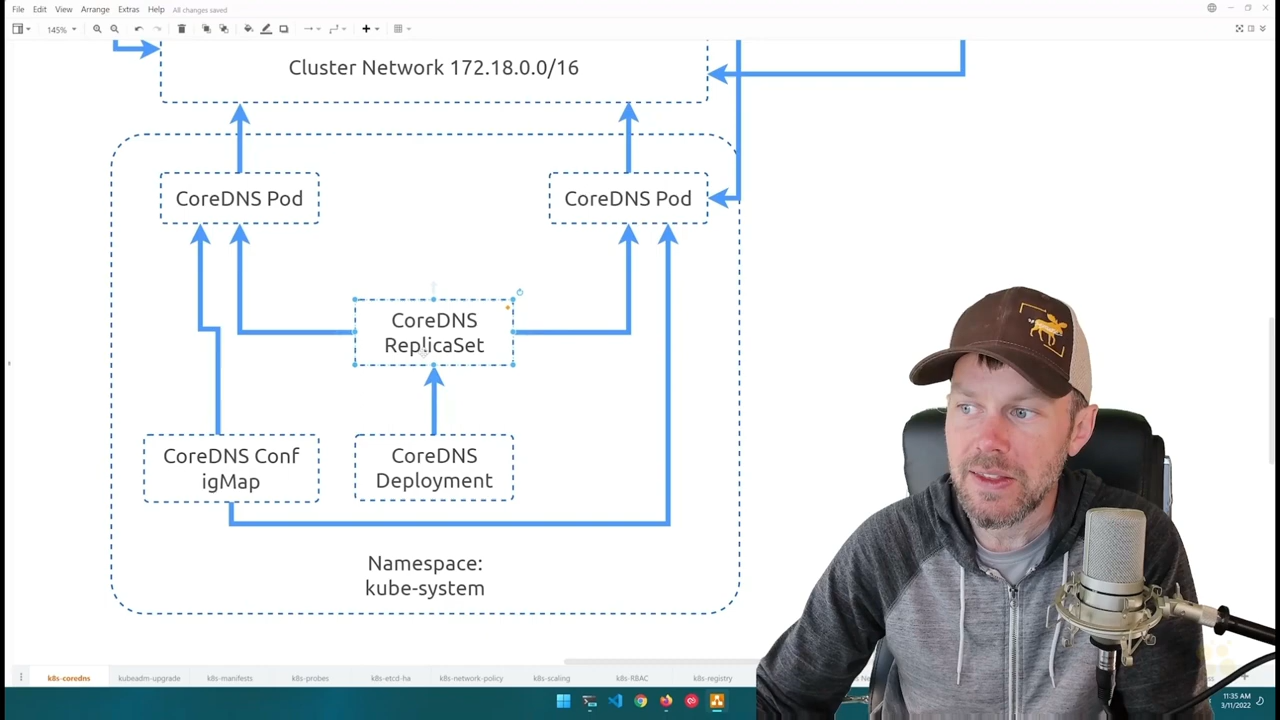 File Edit View Arrange Extras Help All changes saved
145%
Cluster Network 172.18.0.0/16
CoreDNS Pod
CoreDNS Pod
CoreDNS
ReplicaSet
CoreDNS Conf
igMap
CoreDNS
Deployment
Namespace:
kube-system
k8s-coredns kubeadm-upgrade k8s-manifests k8s-probes k8s-etcd-ha k8s-network-policy k8s-scaling k8s-RBAC k8s-registry
11:35 AM
3/11/2022